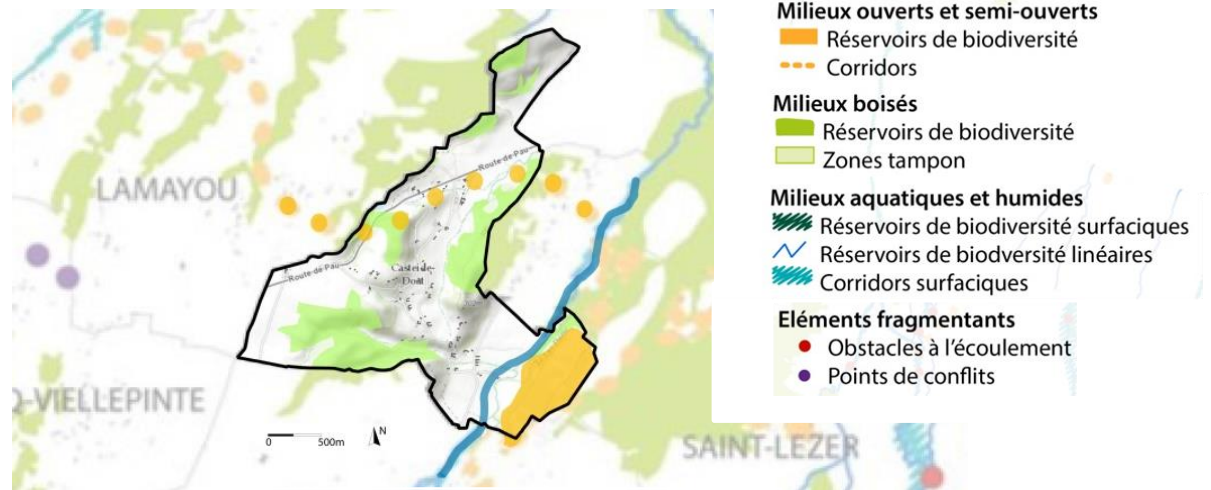 LAMAYOU
Route-de-Pau
Route-de-Pau
Q-VIELLEPINTE
0 500m
N
SAINT-LEZER
Milieux ouverts et semi-ouverts
Réservoirs de biodiversité
Corridors
Milieux boisés
Réservoirs de biodiversité
Zones tampon
Milieux aquatiques et humides
Réservoirs de biodiversité surfaciques
Réservoirs de biodiversité linéaires
Corridors surfaciques
Eléments fragmentants
Obstacles à l'écoulement
Points de conflits